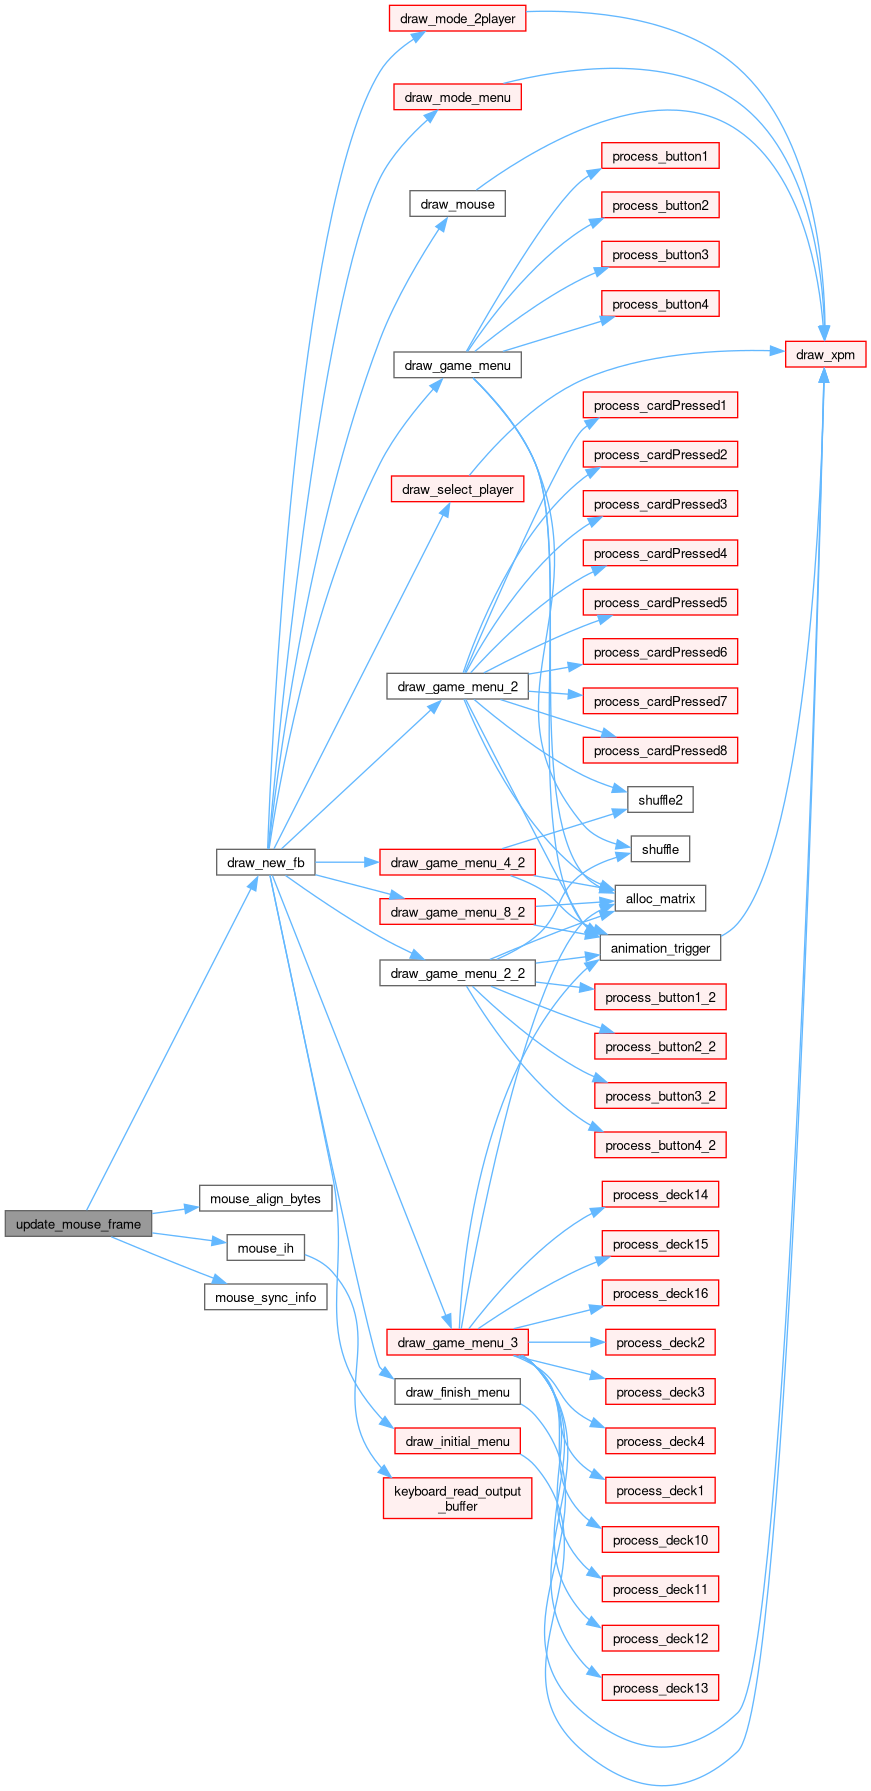 draw_mode_2player
draw_mode_menu
process_button1
draw_mouse
process_button2
process_button3
process_button4
draw_xpm
draw_game_menu
process_cardPressed1
process_cardPressed2
draw_select_player
process_cardPressed3
process_cardPressed4
process_cardPressed5
process_cardPressed6
draw_game_menu_2
process_cardPressed7
process_cardPressed8
shuffle2
shuffle
draw_new_fb
draw_game_menu_4_2
alloc_matrix
draw_game_menu_8_2
animation_trigger
draw_game_menu_2_2
process_button1_2
process_button2_2
process_button3_2
process_button4_2
process_deck14
mouse_align_bytes
update_mouse_frame
process_deck15
mouse_ih
process_deck16
mouse_sync_info
draw_game_menu_3
process_deck2
draw_finish_menu
process_deck3
draw_initial_menu
process_deck4
keyboard_read_output
_buffer
process_deck1
process_deck10
process_deck11
process_deck12
process_deck13